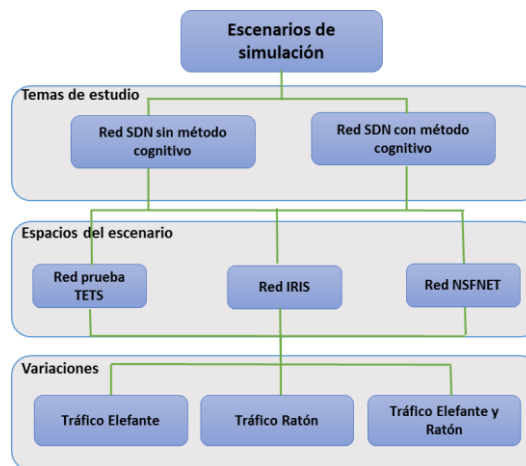 Escenarios de
simulación
Temas de estudio
Red SDN sin método
cognitivo
Red SDN con método
cognitivo
Espacios del escenario
Red prueba
TETS
Red IRIS
Red NSFNET
Variaciones
Tráfico Elefante
Tráfico Ratón
Tráfico Elefante y
Ratón